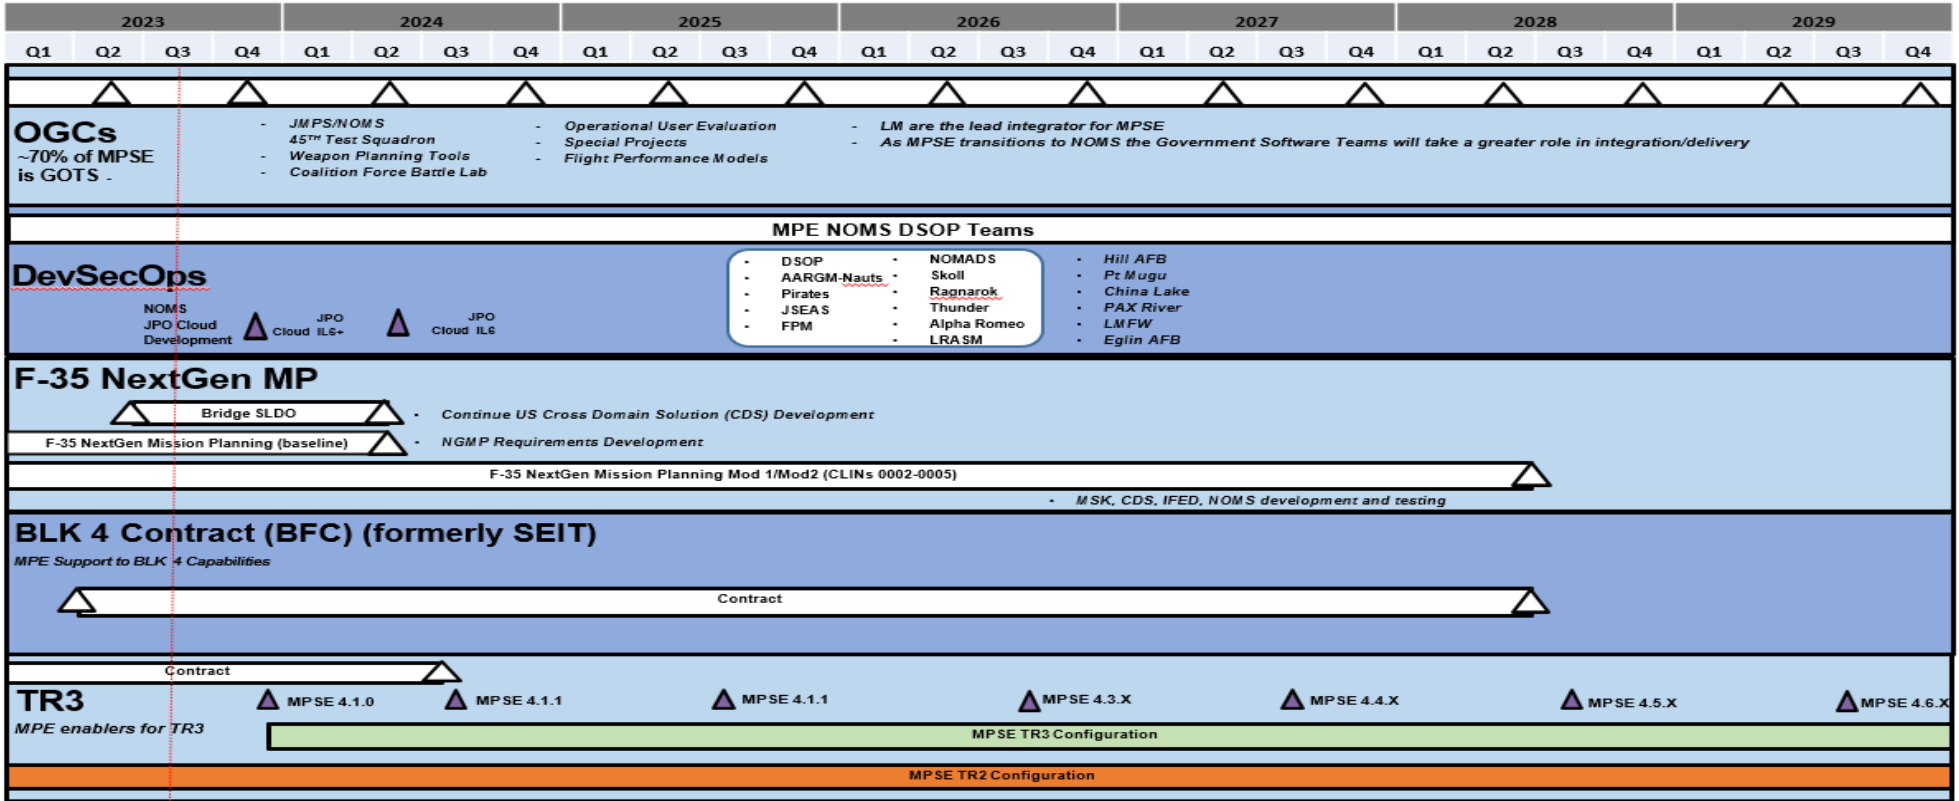 2023 2024 2025 2026 2027 2028 2029
Q1 Q2 Q3 Q4 Q1 Q2 Q3 Q4 Q1 Q2 Q3 Q4 Q1 Q2 Q3 Q4 Q1 Q2 Q3 Q4 Q1 Q2 Q3 Q4 Q1 Q2 Q3 Q4
OGCs
~70% of MPSE
is GOTS -
- JMPS/NOMS
45TH Test Squadron
- Weapon Planning Tools
- Coalition Force Battle Lab
- Operational User Evaluation
- Special Projects
- Flight Performance Models
- LM are the lead integrator for MPSE
- As MPSE transitions to NOMS the Government Software Teams will take a greater role in integration/delivery
MPE NOMS DSOP Teams
DevSecOps
NOMS
JPO Cloud
Development
JPO
Cloud IL6+
JPO
Cloud IL6
- DSOP
- AARGM-Nauts
- Pirates
- JSEAS
- FPM
- NOMADS
- Skoll
- Ragnarok
- Thunder
- Alpha Romeo
- LRASM
- Hill AFB
- Pt Mugu
- China Lake
- PAX River
- LMFW
- Eglin AFB
F-35 NextGen MP
Bridge SLDO
- Continue US Cross Domain Solution (CDS) Development
F-35 NextGen Mission Planning (baseline)
- NGMP Requirements Development
F-35 NextGen Mission Planning Mod 1/Mod2 (CLINs 0002-0005)
- MSK, CDS, IFED, NOMS development and testing
BLK 4 Contract (BFC) (formerly SEIT)
MPE Support to BLK 4 Capabilities
Contract
Contract
TR3
MPE enablers for TR3
MPSE 4.1.0
MPSE 4.1.1
MPSE 4.1.1
MPSE 4.3.X
MPSE 4.4.X
MPSE 4.5.X
MPSE 4.6.X
MPSE TR3 Configuration
MPSE TR2 Configuration